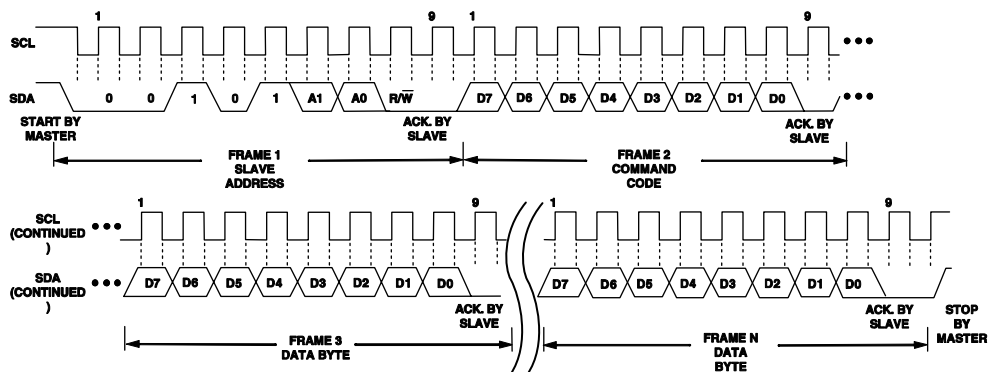 1 9 1 9
SCL
SDA 0 0 1 0 1 A1 A0 R/W D7 D6 D5 D4 D3 D2 D1 D0
START BY MASTER
ACK. BY SLAVE
ACK. BY SLAVE
FRAME 1
SLAVE
ADDRESS
FRAME 2
COMMAND
CODE
1 9 1 9
SCL
(CONTINUED
)
SDA
(CONTINUED
)
D7 D6 D5 D4 D3 D2 D1 D0 D7 D6 D5 D4 D3 D2 D1 D0
ACK. BY
SLAVE
ACK. BY
SLAVE
STOP
BY
MASTER
FRAME 3
DATA BYTE
FRAME N
DATA
BYTE